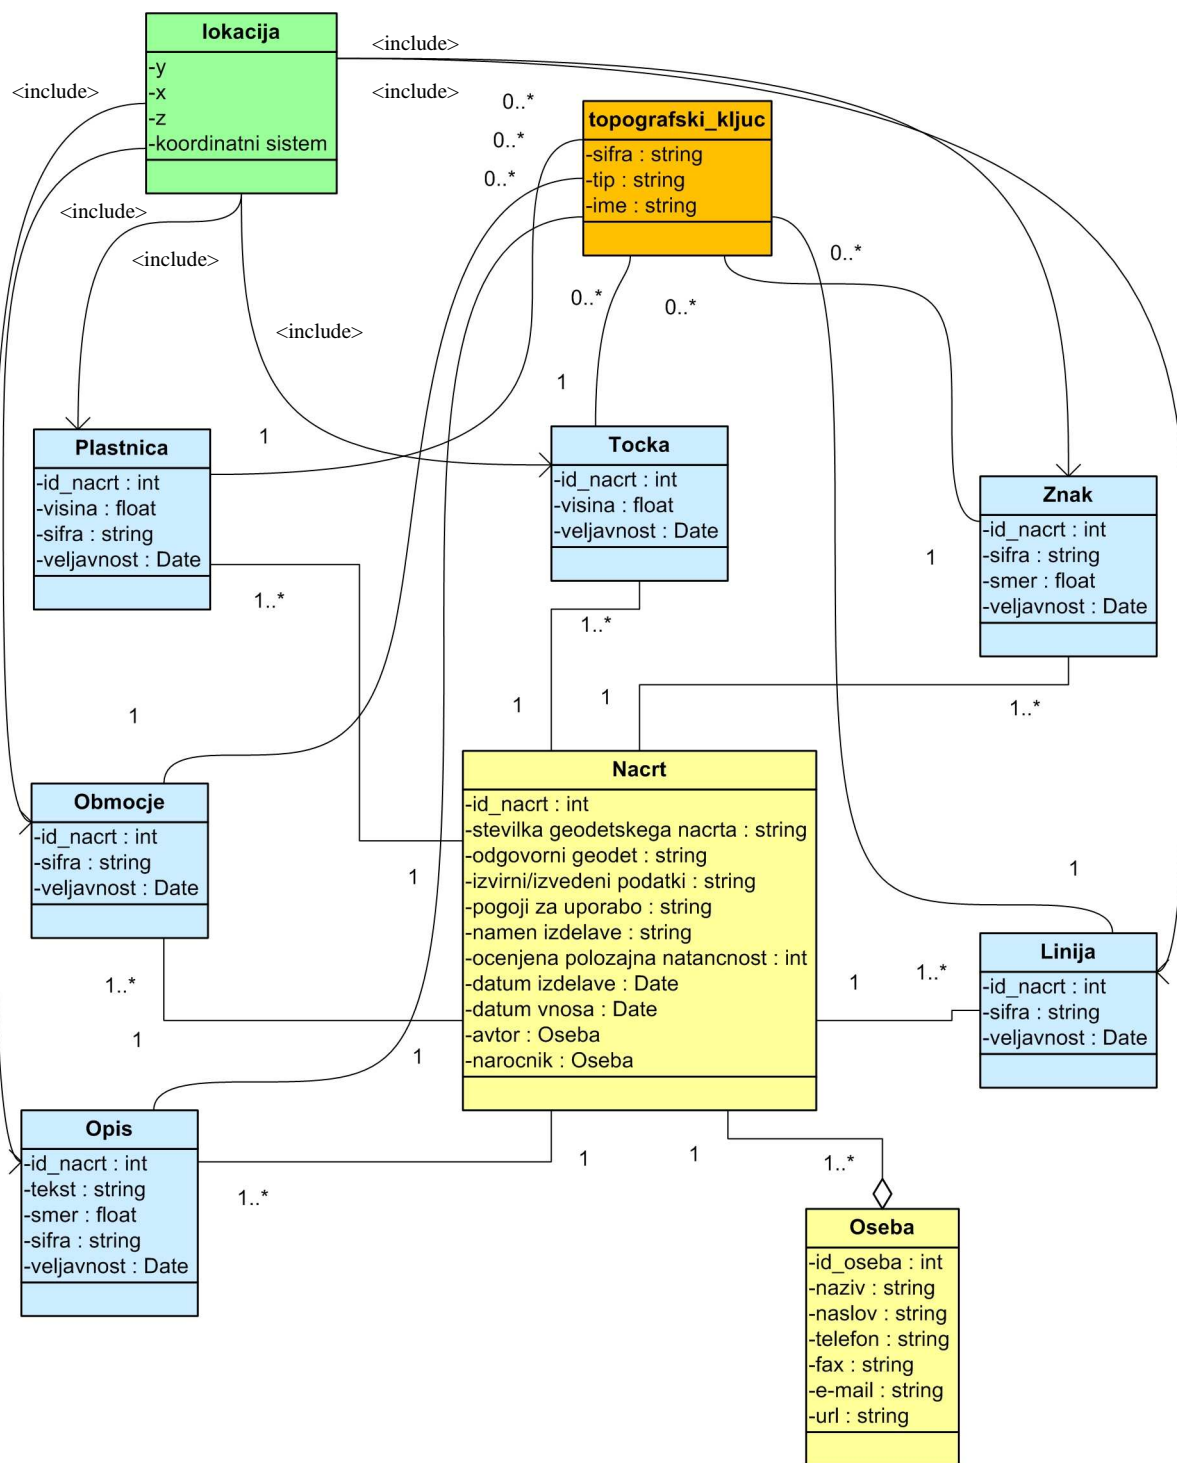 lokacija
-y
-x
-z
-koordinatni sistem
<include>
<include>
<include>
<include>
<include>
<include>
0..*
0..*
0..*
topografski_kljuc
-sifra : string
-tip : string
-ime : string
0..*
0..*
0..*
1
1
1
Plastnica
-id_nacrt : int
-visina : float
-sifra : string
-veljavnost : Date
1..*
Tocka
-id_nacrt : int
-visina : float
-veljavnost : Date
1..*
Znak
-id_nacrt : int
-sifra : string
-smer : float
-veljavnost : Date
1..*
1
1
1
Obmocje
-id_nacrt : int
-sifra : string
-veljavnost : Date
1..*
1
1
Nacrt
-id_nacrt : int
-stevilka geodetskega nacrta : string
-odgovorni geodet : string
-izvirni/izvedeni podatki : string
-pogoji za uporabo : string
-namen izdelave : string
-ocenjena polozajna natancnost : int
-datum izdelave : Date
-datum vnosa : Date
-avtor : Oseba
-narocnik : Oseba
1
1
1
1..*
Linija
-id_nacrt : int
-sifra : string
-veljavnost : Date
Opis
-id_nacrt : int
-tekst : string
-smer : float
-sifra : string
-veljavnost : Date
1..*
1
1
1..*
Oseba
-id_oseba : int
-naziv : string
-naslov : string
-telefon : string
-fax : string
-e-mail : string
-url : string